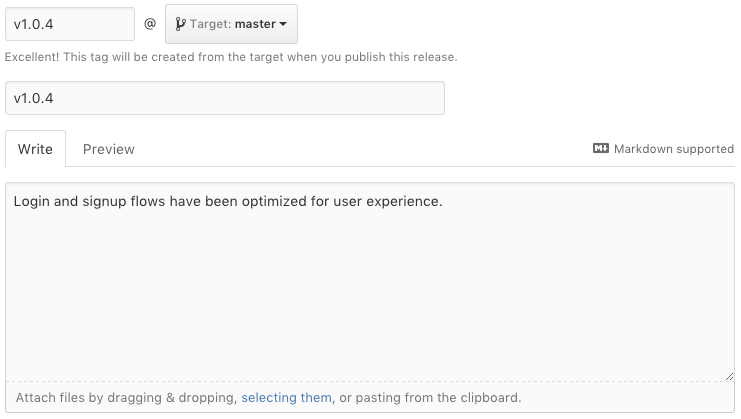 v1.0.4 @ Target: master
Excellent! This tag will be created from the target when you publish this release.
v1.0.4
Write Preview Markdown supported
Login and signup flows have been optimized for user experience.
Attach files by dragging & dropping, selecting them, or pasting from the clipboard.